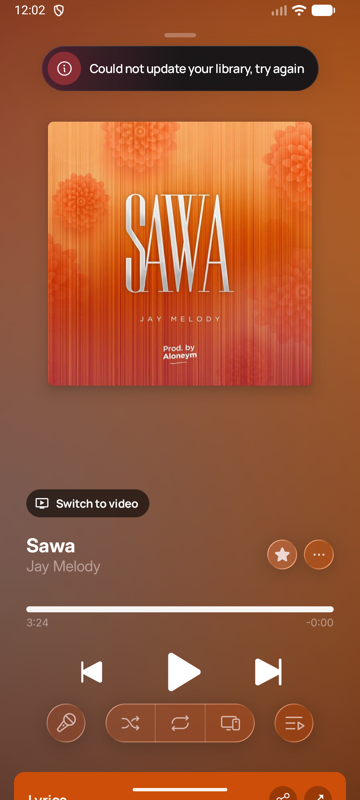 12:02
Could not update your library, try again
SAWA
JAY MELODY
Prod. by
Aloneym
Switch to video
Sawa
Jay Melody
3:24
-0:00
Lyrics